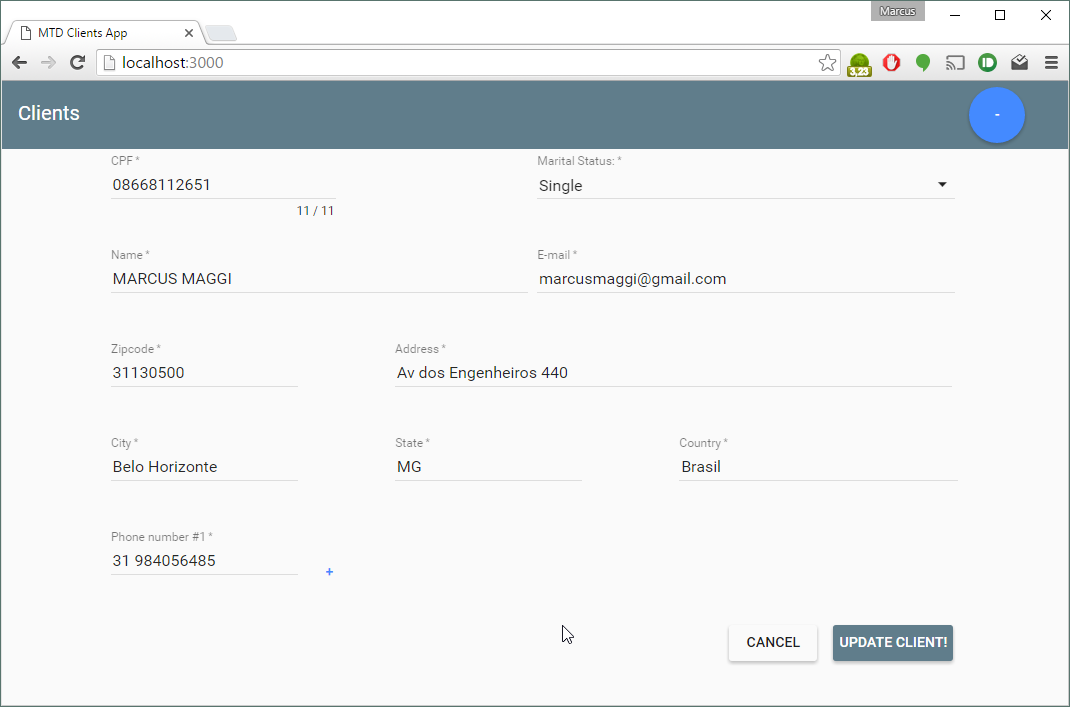 Marcus
MTD Clients App
localhost:3000
3,23
Clients
-
CPF *
08668112651
11 / 11
Marital Status: *
Single
Name *
MARCUS MAGGI
E-mail *
marcusmaggi@gmail.com
Zipcode *
31130500
Address *
Av dos Engenheiros 440
City *
Belo Horizonte
State *
MG
Country *
Brasil
Phone number #1 *
31 984056485
+
CANCEL
UPDATE CLIENT!